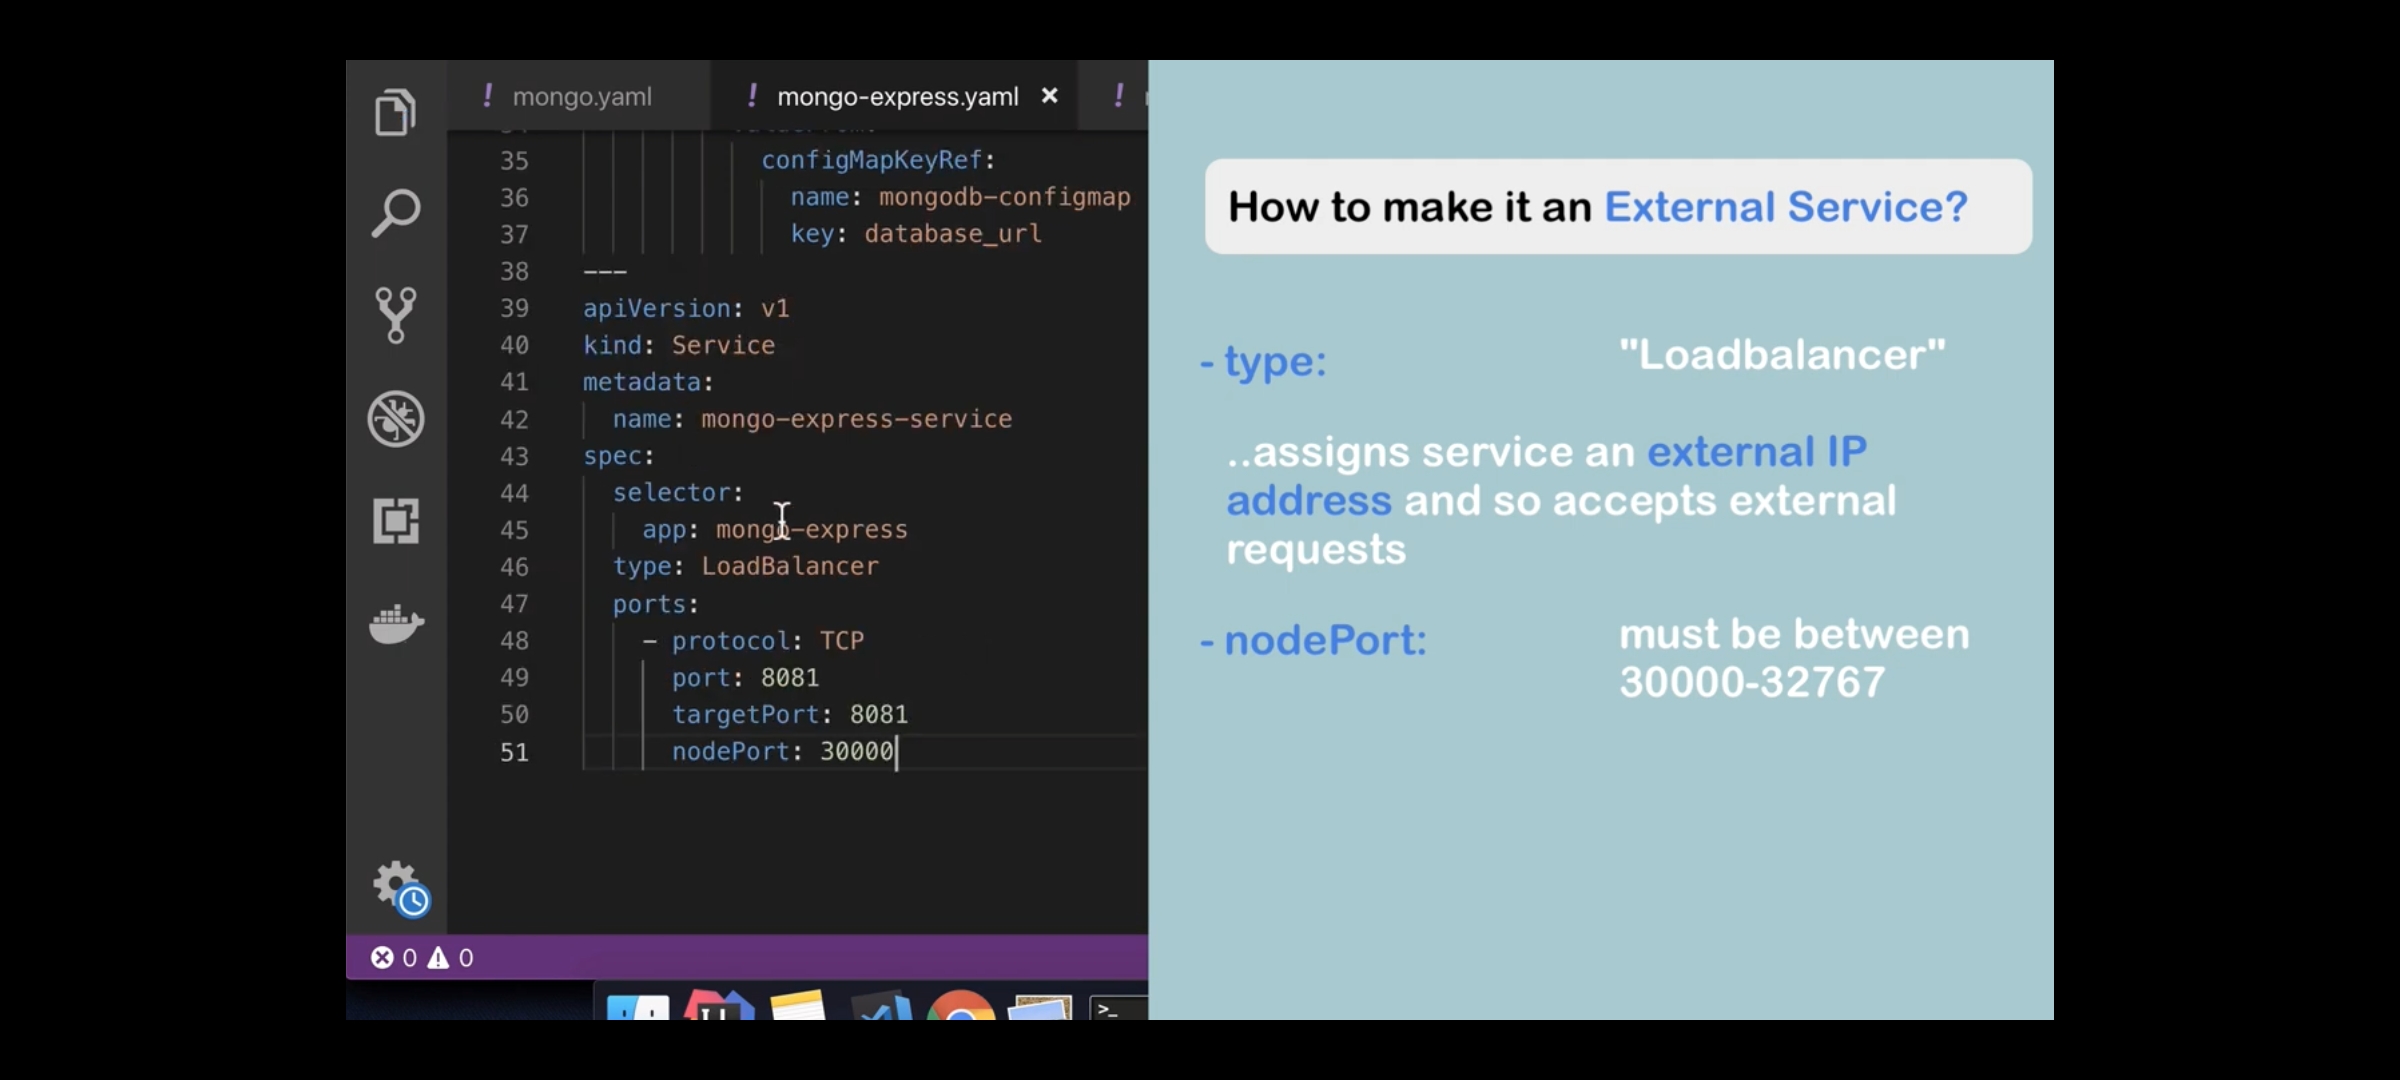 ! mongo.yaml
! mongo-express.yaml ×
!
35 configMapKeyRef:
36 name: mongodb-configmap
37 key: database_url
38 ---
39 apiVersion: v1
40 kind: Service
41 metadata:
42 name: mongo-express-service
43 spec:
44 selector:
45 app: mongo-express
46 type: LoadBalancer
47 ports:
48 - protocol: TCP
49 port: 8081
50 targetPort: 8081
51 nodePort: 30000
0 0
>_
How to make it an External Service?
- type: "Loadbalancer"
..assigns service an external IP
address and so accepts external
requests
- nodePort: must be between
30000-32767